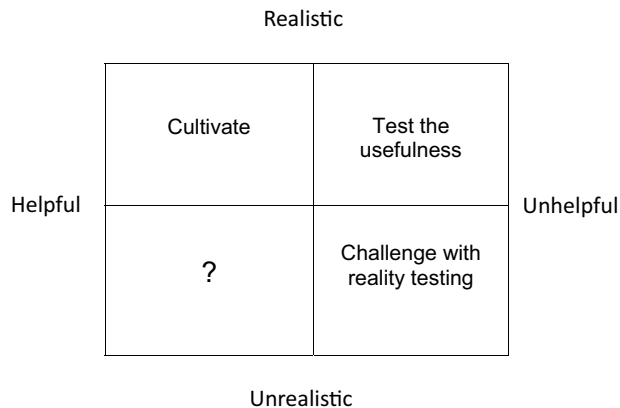 Realistic
Cultivate
Test the
usefulness
Helpful
Unhelpful
?
Challenge with
reality testing
Unrealistic